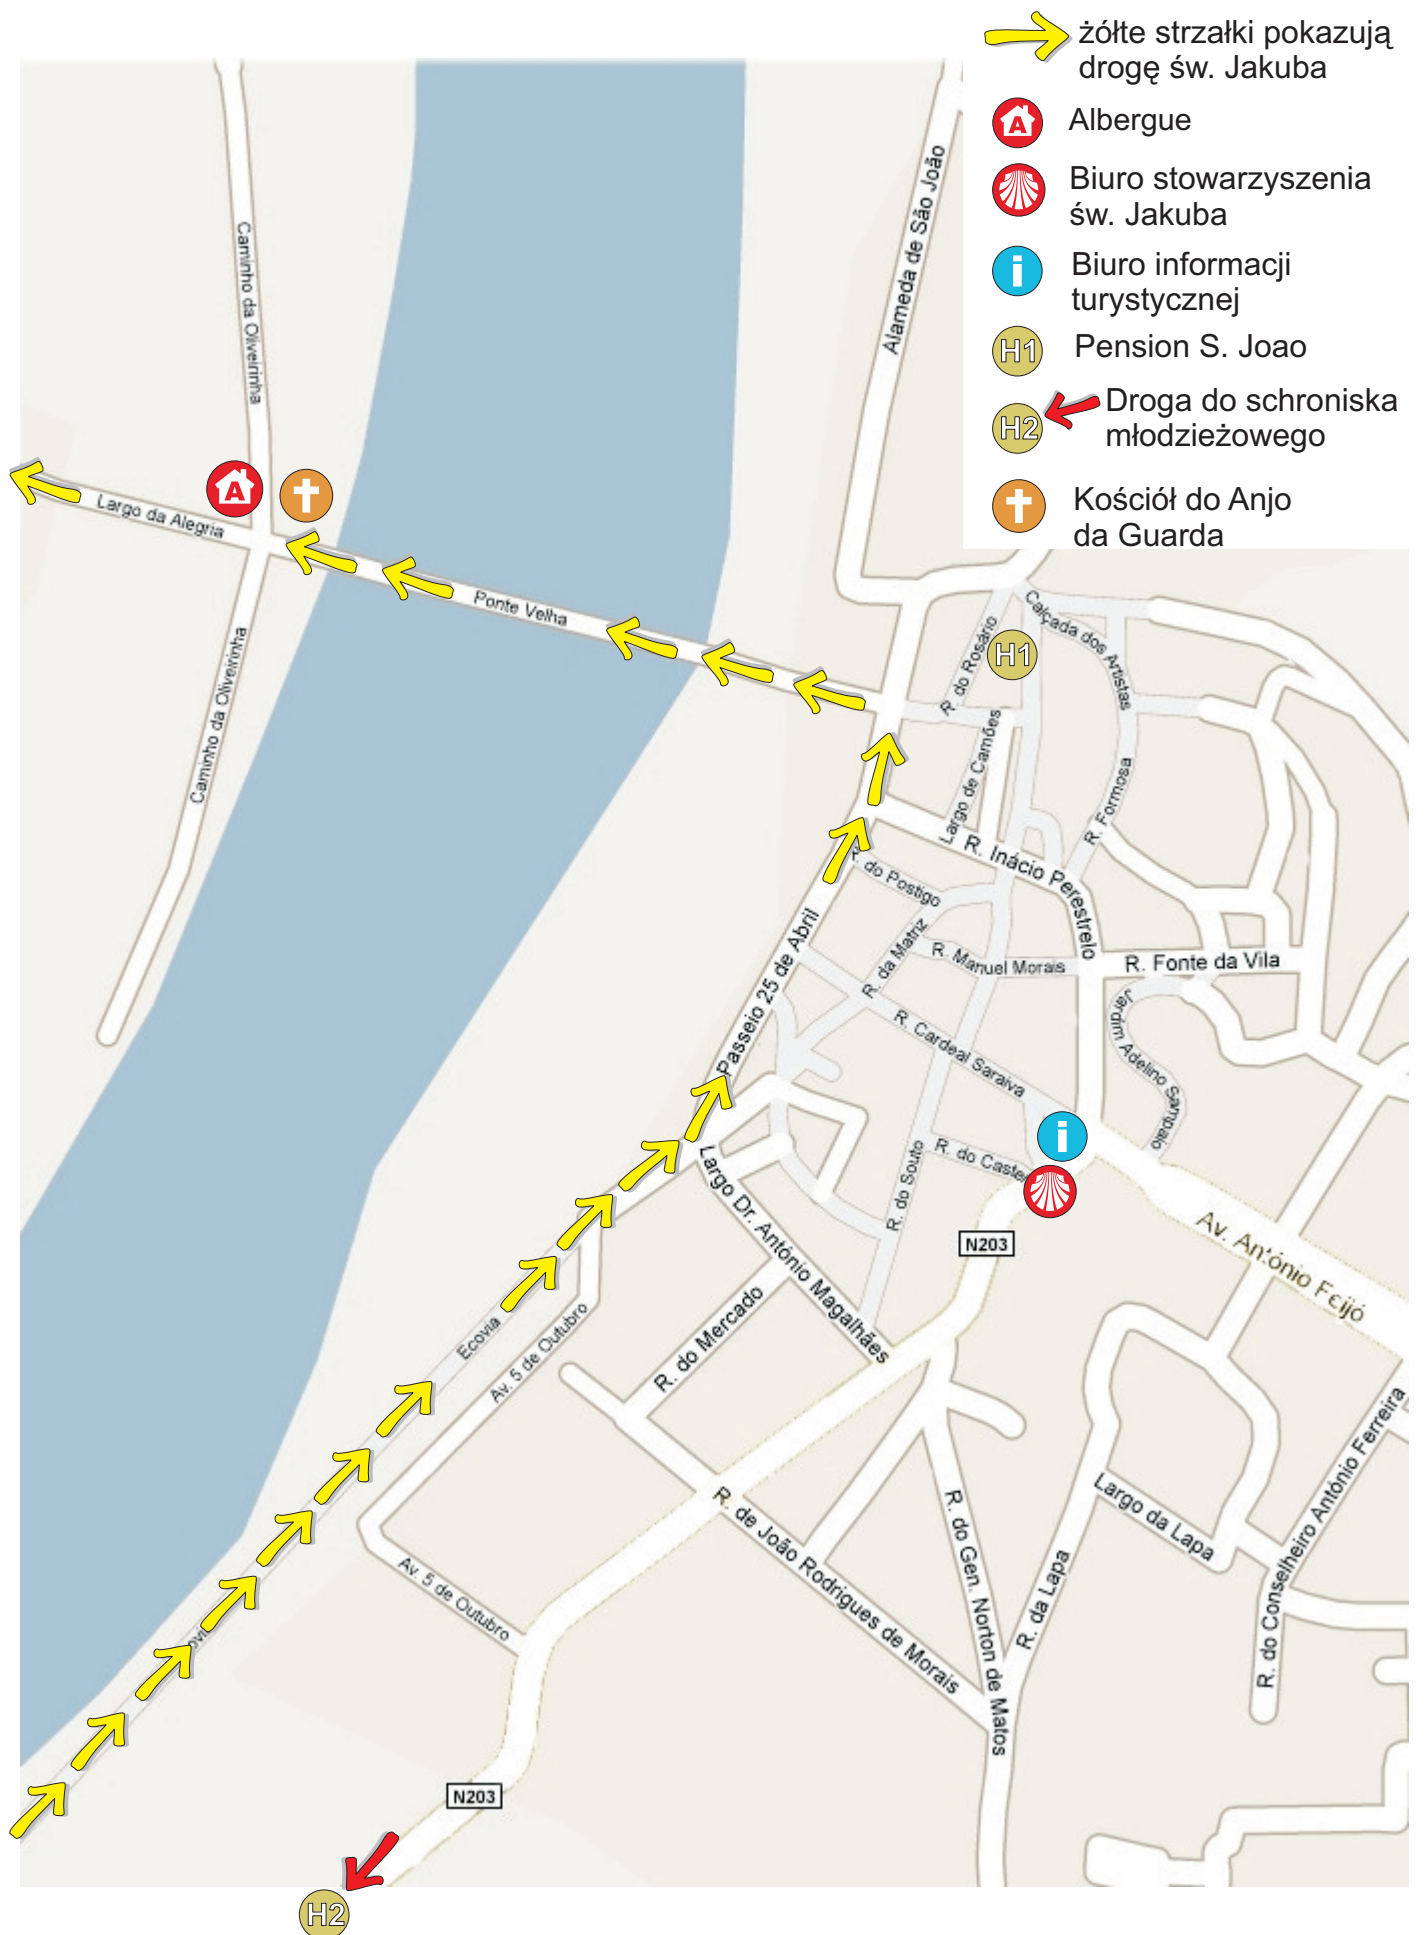 żółte strzałki pokazują
drogę św. Jakuba
A
Albergue
Biuro stowarzyszenia
św. Jakuba
i
Biuro informacji
turystycznej
H1
Pension S. Joao
H2
Droga do schroniska
młodzieżowego
Kościół do Anjo
da Guarda
Alameda de São João
Caminho da Oliveirinha
A
Largo da Alegria
Ponte Velha
Caminho da Oliveirinha
Calçada dos Artistas
R. do Rosário
H1
Largo de Camões
R. Formosa
R. Inácio Perestrelo
R. do Postigo
R. da Matriz
R. Manuel Morais
R. Fonte da Vila
Passeio 25 de Abril
R. Cardeal Saraiva
Jardim Adelino Sampaio
i
R. do Souto
Largo Dr. António Magalhães
N203
Av. António Feijó
R. do Mercado
Ecovia
Av. 5 de Outubro
Av. 5 de Outubro
R. de João Rodrigues de Morais
R. do Gen. Norton de Matos
R. da Lapa
Largo da Lapa
R. do Conselheiro António Ferreira
N203
H2